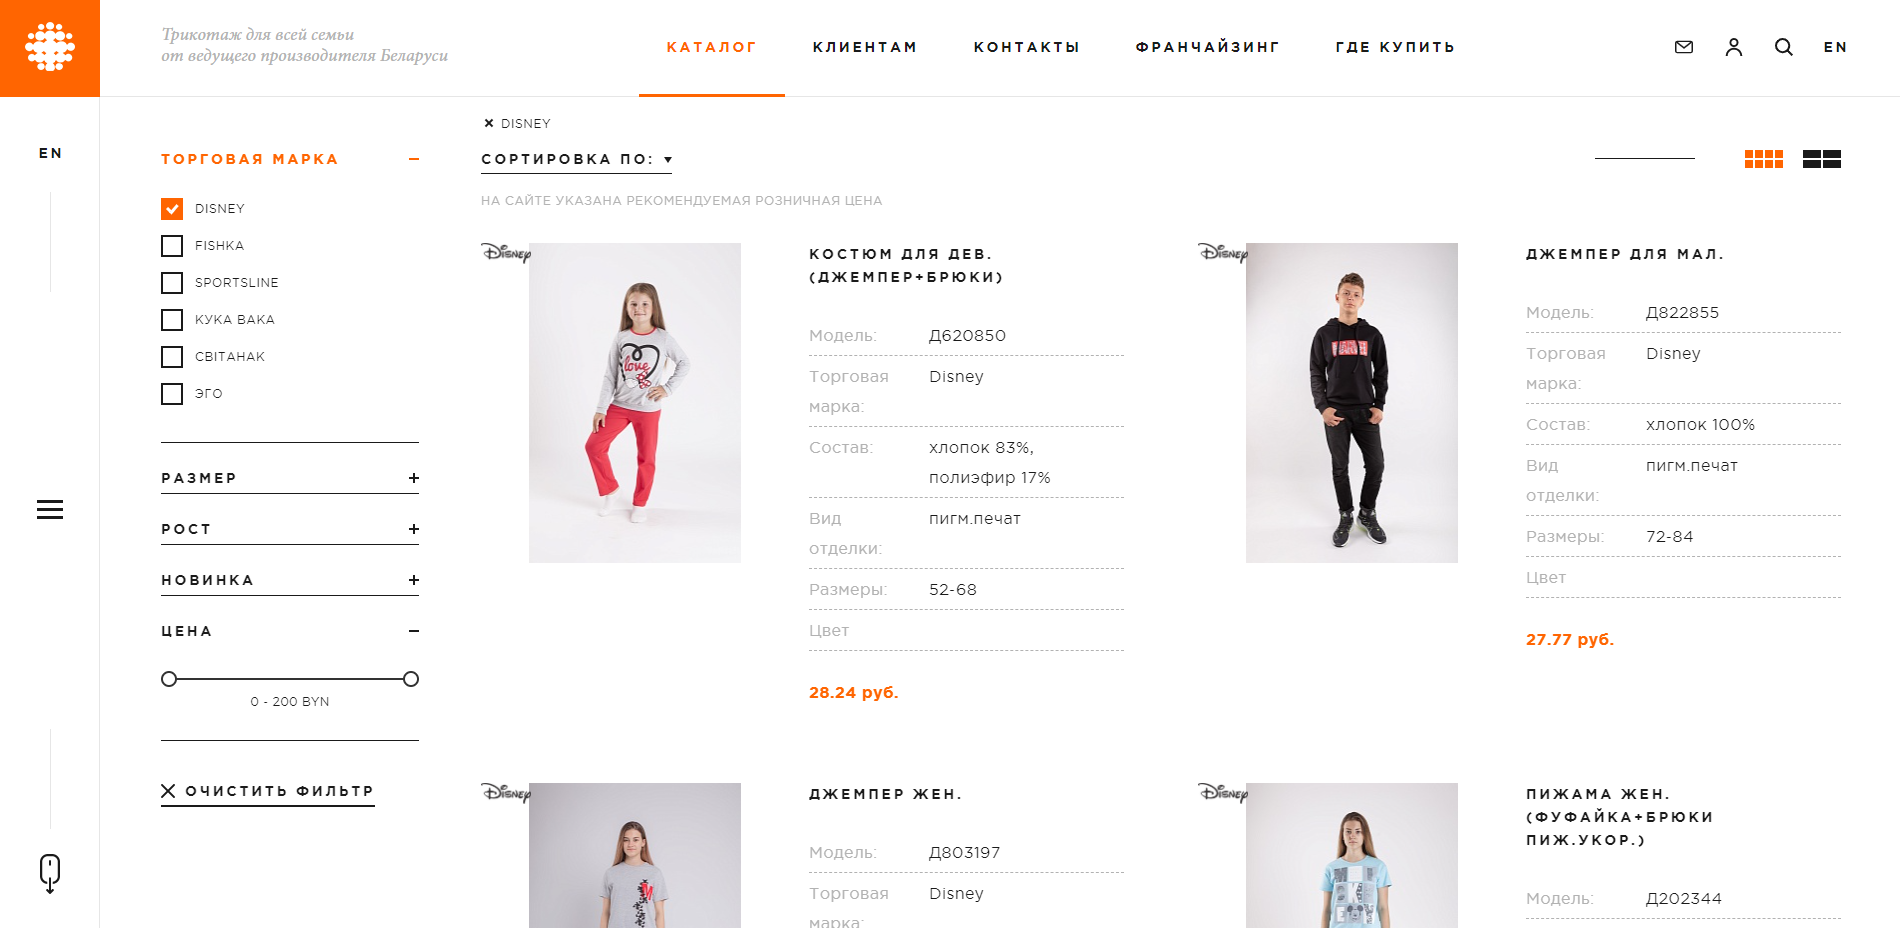 Трикотаж для всей семьи
от ведущего производителя Беларуси
КАТАЛОГ
КЛИЕНТАМ
КОНТАКТЫ
ФРАНЧАЙЗИНГ
ГДЕ КУПИТЬ
EN
EN
ТОРГОВАЯ МАРКА
DISNEY
FISHKA
SPORTSLINE
КУКА ВАКА
СВІТАНАК
ЭГО
РАЗМЕР
РОСТ
НОВИНКА
ЦЕНА
0 - 200 BYN
ОЧИСТИТЬ ФИЛЬТР
DISNEY
СОРТИРОВКА ПО:
НА САЙТЕ УКАЗАНА РЕКОМЕНДУЕМАЯ РОЗНИЧНАЯ ЦЕНА
Disney
love
КОСТЮМ ДЛЯ ДЕВ.
(ДЖЕМПЕР+БРЮКИ)
Модель: Д620850
Торговая Disney
марка:
Состав: хлопок 83%,
полиэфир 17%
Вид пигм.печат
отделки:
Размеры: 52-68
Цвет
28.24 руб.
Disney
ДЖЕМПЕР ДЛЯ МАЛ.
Модель: Д822855
Торговая Disney
марка:
Состав: хлопок 100%
Вид пигм.печат
отделки:
Размеры: 72-84
Цвет
27.77 руб.
Disney
M
ДЖЕМПЕР ЖЕН.
Модель: Д803197
Торговая Disney
марка:
Disney
ПИЖАМА ЖЕН.
(ФУФАЙКА+БРЮКИ
ПИЖ.УКОР.)
Модель: Д202344